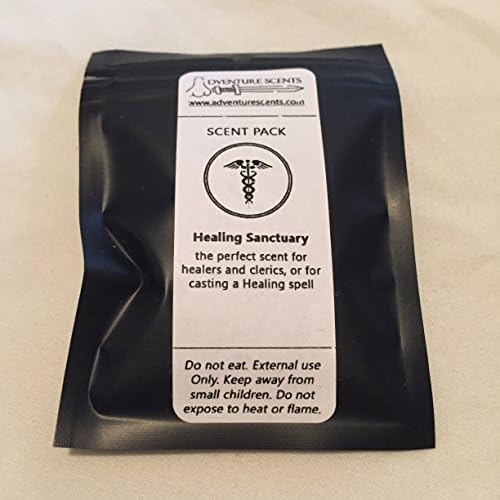 ADVENTURE SCENTS
www.adventurescents.com
SCENT PACK
Healing Sanctuary
the perfect scent for
healers and clerics, or for
casting a Healing spell
Do not eat. External use
Only. Keep away from
small children. Do not
expose to heat or flame.